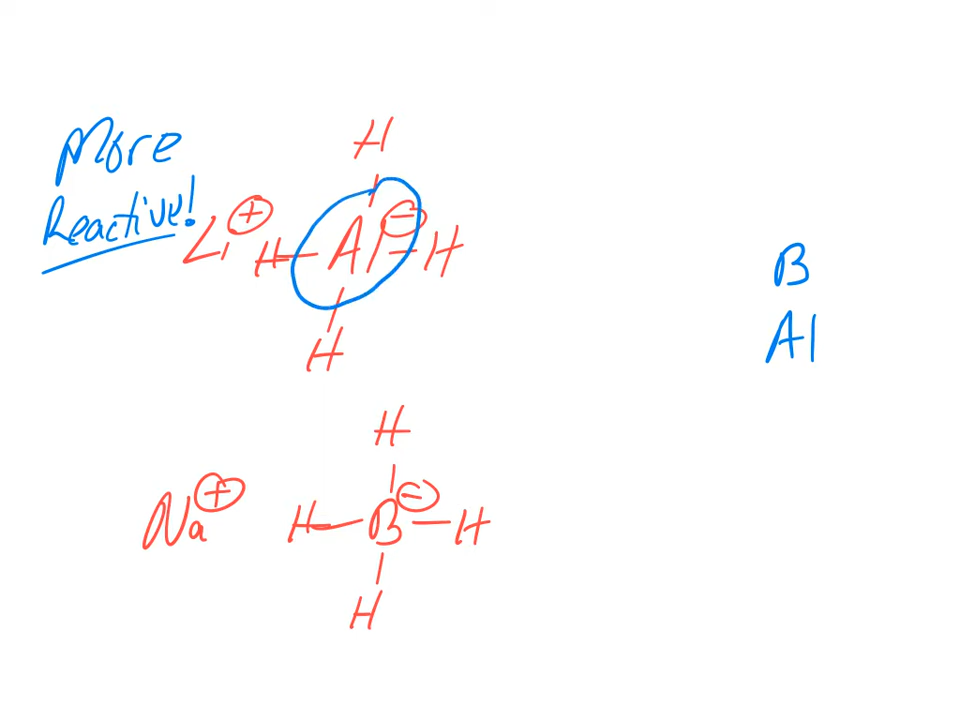 More
Reactive!
H
Li⊕ H—Al⊖—H
H
B
Al
H
Na⊕ H—B⊖—H
H